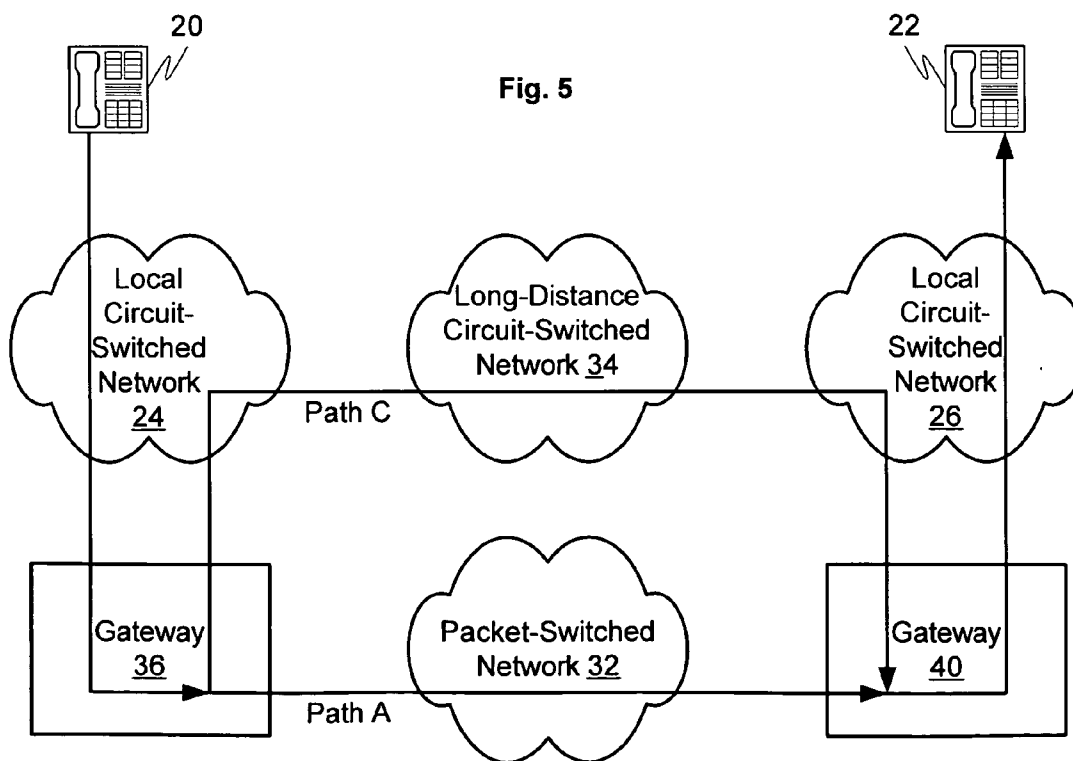 20
22
Fig. 5
Local
Circuit-
Switched
Network
24
Long-Distance
Circuit-Switched
Network 34
Local
Circuit-
Switched
Network
26
Path C
Gateway
36
Packet-Switched
Network 32
Gateway
40
Path A